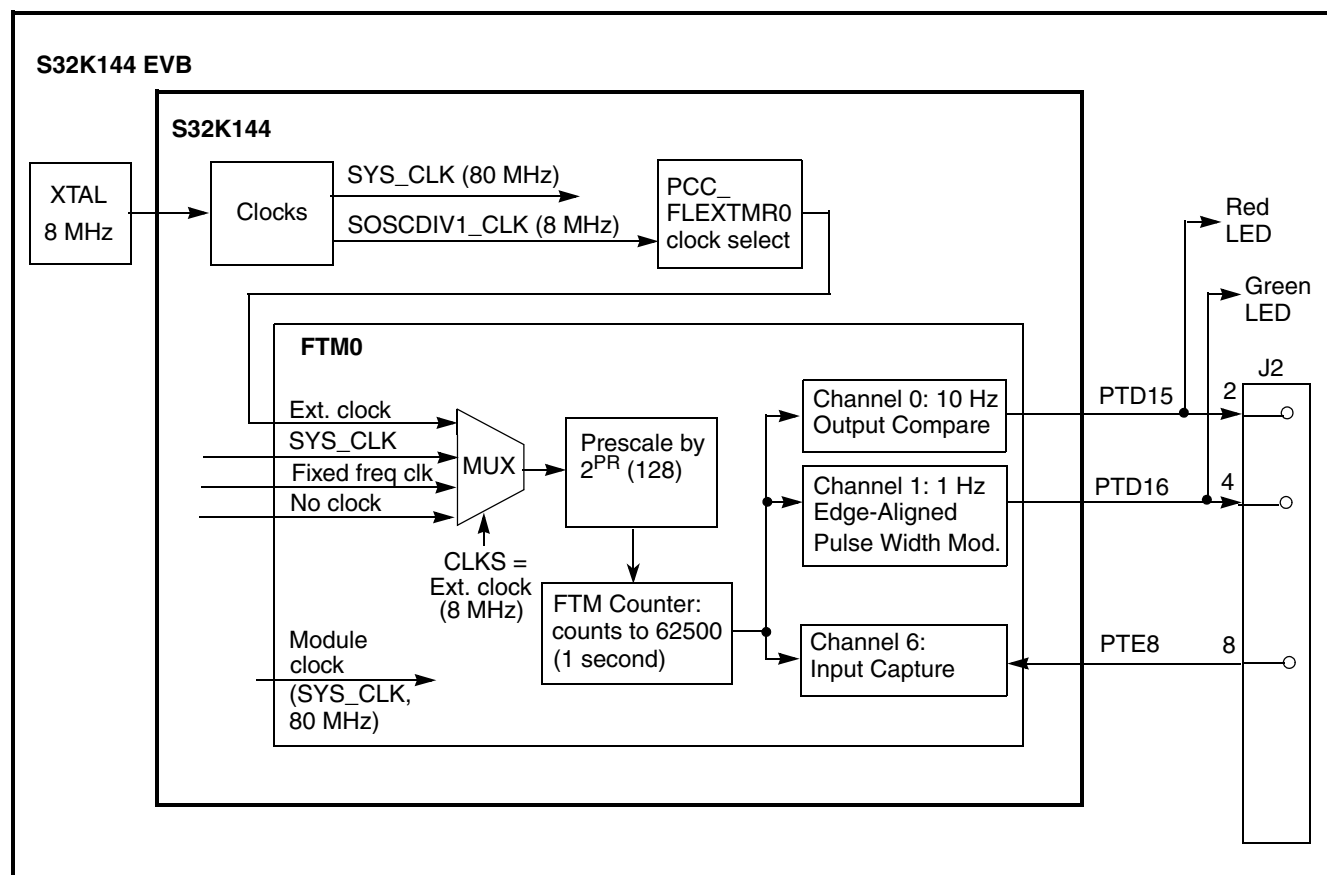 S32K144 EVB
S32K144
XTAL
8 MHz
Clocks
SYS_CLK (80 MHz)
SOSCDIV1_CLK (8 MHz)
PCC_
FLEXTMR0
clock select
Red
LED
Green
LED
FTM0
Ext. clock
SYS_CLK
Fixed freq clk
No clock
MUX
CLKS =
Ext. clock
(8 MHz)
Prescale by
2^PR (128)
FTM Counter:
counts to 62500
(1 second)
Module
clock
(SYS_CLK,
80 MHz)
Channel 0: 10 Hz
Output Compare
Channel 1: 1 Hz
Edge-Aligned
Pulse Width Mod.
Channel 6:
Input Capture
PTD15
PTD16
PTE8
J2
2
4
8